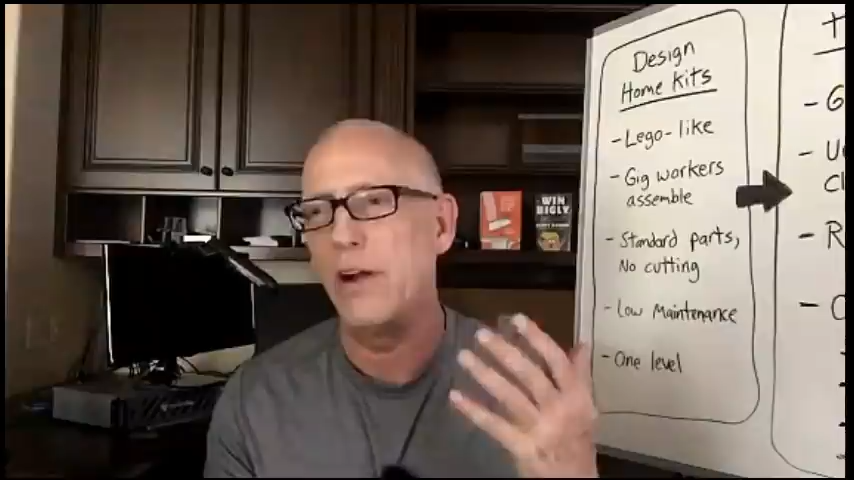 Design
Home Kits
- Lego-like
- Gig workers
assemble
- Standard parts,
No cutting
- Low Maintenance
- One level
WIN
BIGLY